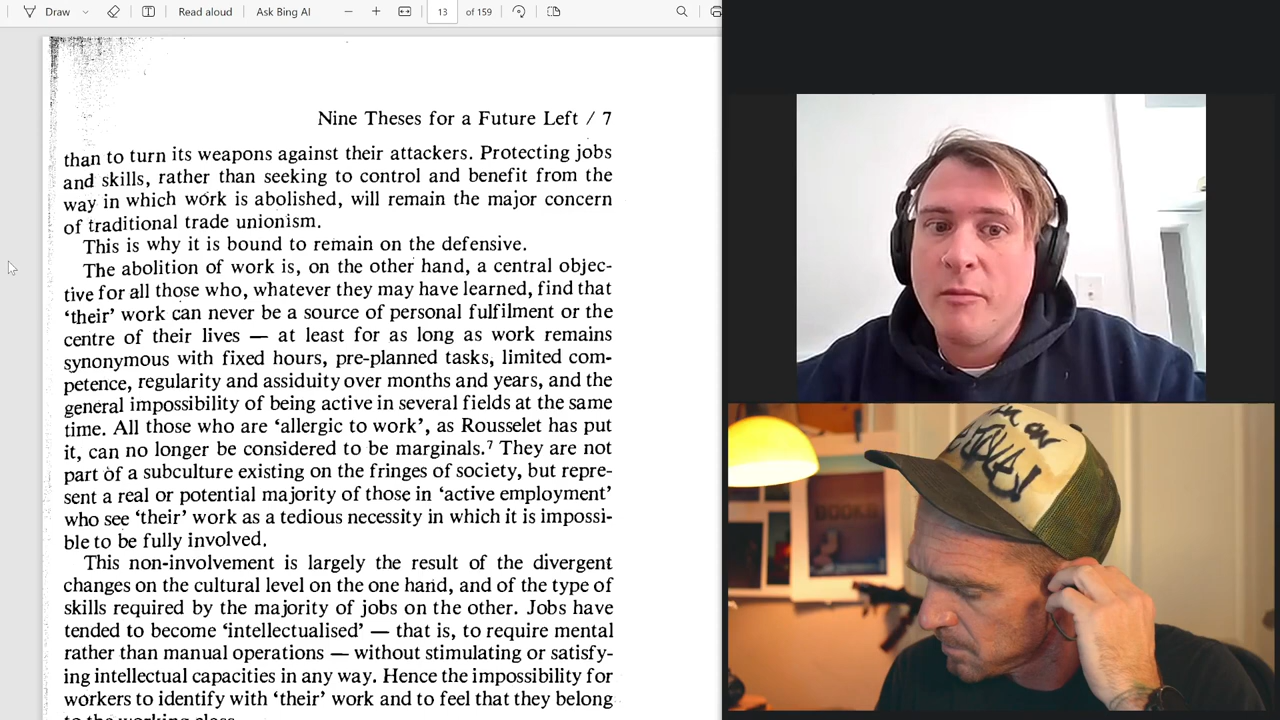 Draw
Read aloud
Ask Bing AI
13 of 159
Nine Theses for a Future Left / 7
than to turn its weapons against their attackers. Protecting jobs
and skills, rather than seeking to control and benefit from the
way in which work is abolished, will remain the major concern
of traditional trade unionism.
This is why it is bound to remain on the defensive.
The abolition of work is, on the other hand, a central objec-
tive for all those who, whatever they may have learned, find that
‘their’ work can never be a source of personal fulfilment or the
centre of their lives — at least for as long as work remains
synonymous with fixed hours, pre-planned tasks, limited com-
petence, regularity and assiduity over months and years, and the
general impossibility of being active in several fields at the same
time. All those who are ‘allergic to work’, as Rousselet has put
it, can no longer be considered to be marginals.⁷ They are not
part of a subculture existing on the fringes of society, but repre-
sent a real or potential majority of those in ‘active employment’
who see ‘their’ work as a tedious necessity in which it is impossi-
ble to be fully involved.
This non-involvement is largely the result of the divergent
changes on the cultural level on the one hand, and of the type of
skills required by the majority of jobs on the other. Jobs have
tended to become ‘intellectualised’ — that is, to require mental
rather than manual operations — without stimulating or satisfy-
ing intellectual capacities in any way. Hence the impossibility for
workers to identify with ‘their’ work and to feel that they belong
to the working class.
BOOKS